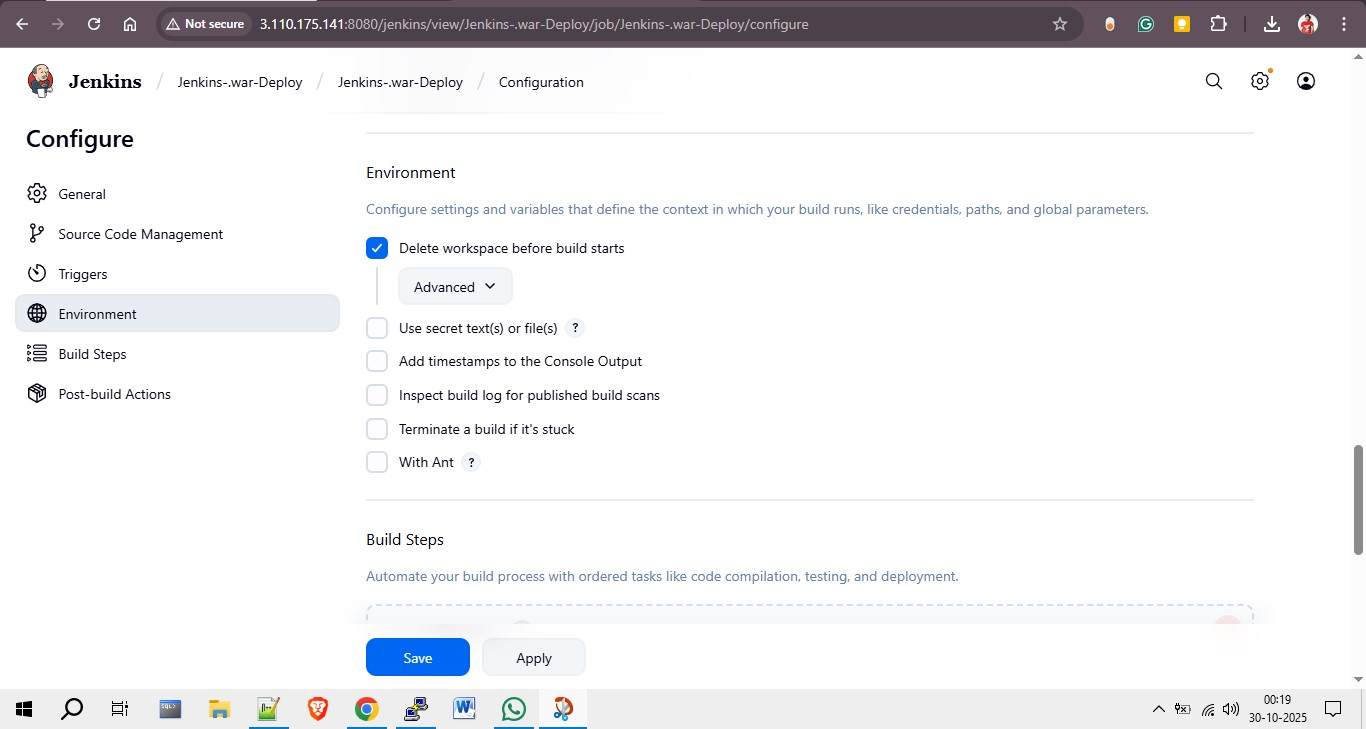 Not secure 3.110.175.141:8080/jenkins/view/Jenkins-.war-Deploy/job/Jenkins-.war-Deploy/configure
Jenkins / Jenkins-.war-Deploy / Jenkins-.war-Deploy / Configuration
Configure
General
Source Code Management
Triggers
Environment
Build Steps
Post-build Actions
Environment
Configure settings and variables that define the context in which your build runs, like credentials, paths, and global parameters.
Delete workspace before build starts
Advanced
Use secret text(s) or file(s) ?
Add timestamps to the Console Output
Inspect build log for published build scans
Terminate a build if it's stuck
With Ant ?
Build Steps
Automate your build process with ordered tasks like code compilation, testing, and deployment.
Save Apply
00:19
30-10-2025